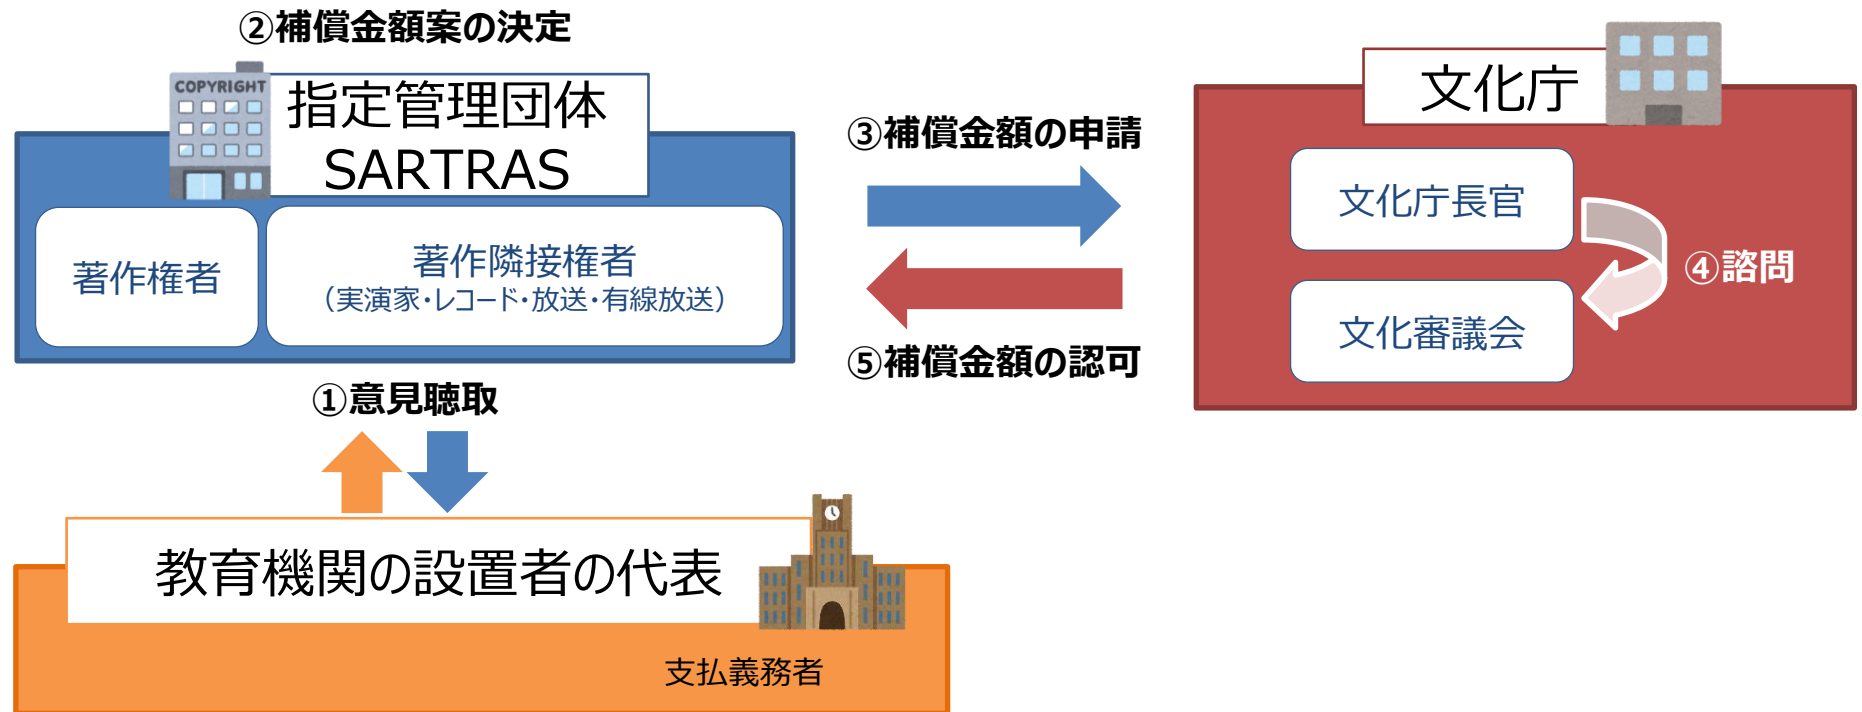 ②補償金額案の決定
COPYRIGHT
指定管理団体
SARTRAS
著作権者
著作隣接権者
（実演家・レコード・放送・有線放送）
③補償金額の申請
⑤補償金額の認可
文化庁
文化庁長官
④諮問
文化審議会
①意見聴取
教育機関の設置者の代表
支払義務者